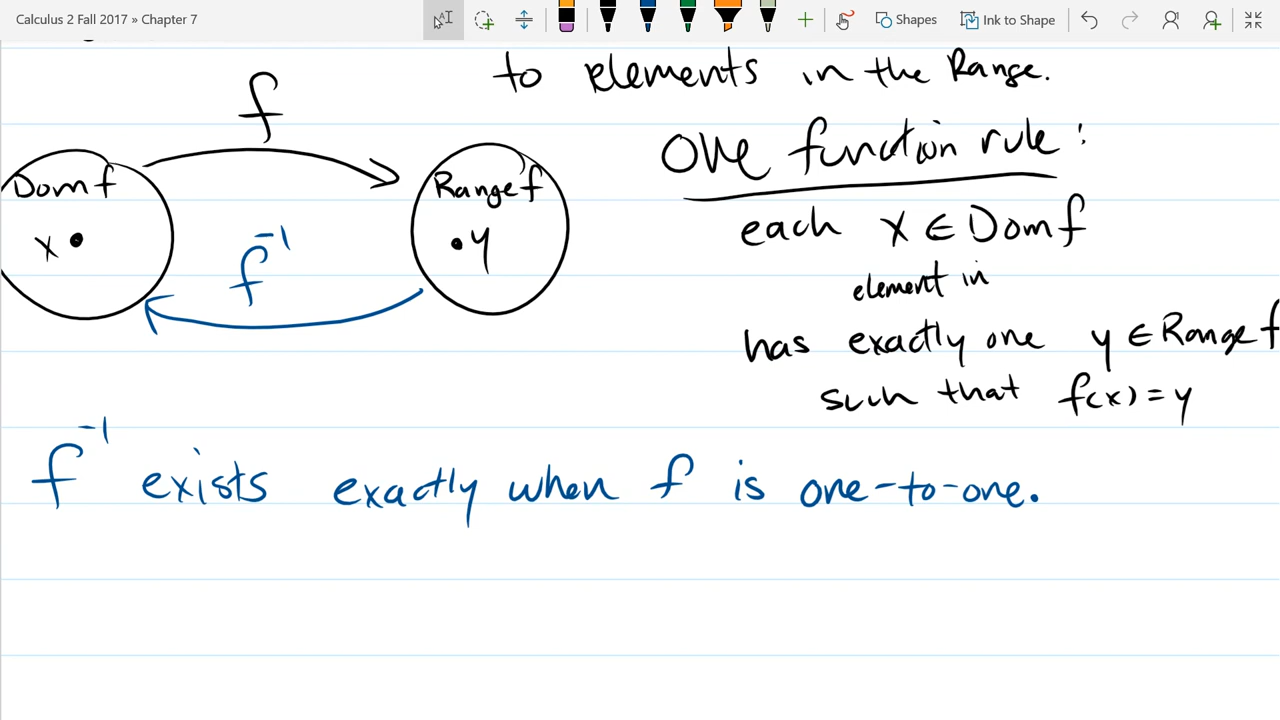 Calculus 2 Fall 2017 » Chapter 7
Shapes
Ink to Shape
to elements in the Range.
f
one function rule:
Dom f
Range f
each x ∈ Dom f
x
y
f⁻¹
element in
has exactly one y ∈ Range f
such that f(x) = y
f⁻¹ exists exactly when f is one-to-one.